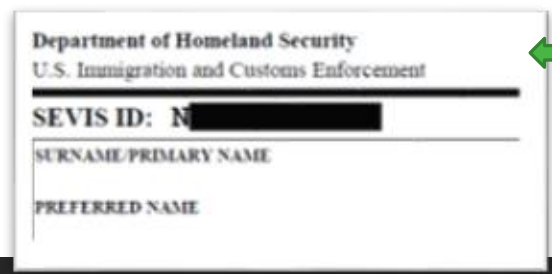 Department of Homeland Security
U.S. Immigration and Customs Enforcement
SEVIS ID: N
SURNAME/PRIMARY NAME
PREFERRED NAME